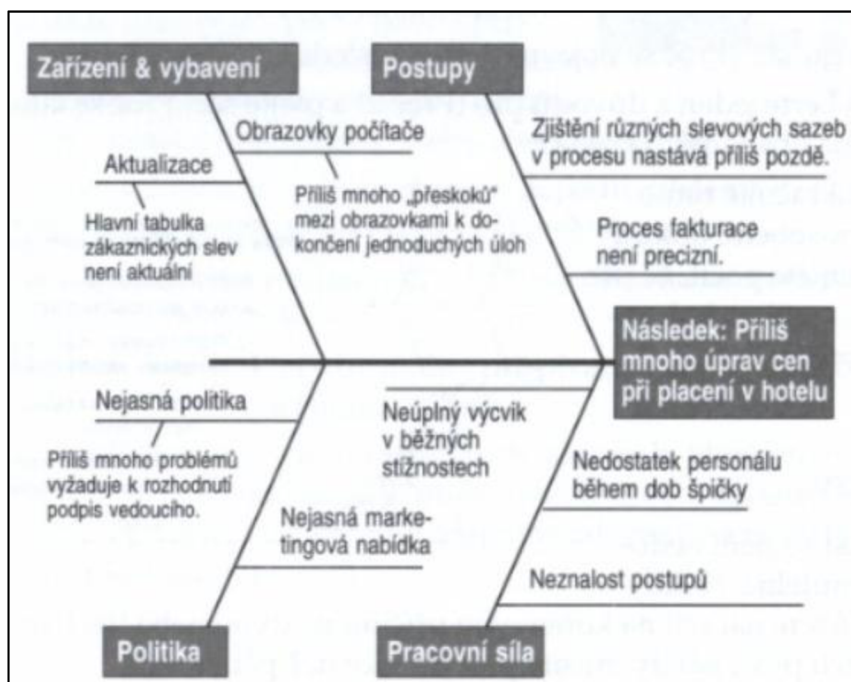 Zařízení & vybavení
Postupy
Obrazovky počítače
Aktualizace
Příliš mnoho „přeskoků“
mezi obrazovkami k do-
končení jednoduchých úloh
Hlavní tabulka
zákaznických slev
není aktuální
Zjištění různých slevových sazeb
v procesu nastává příliš pozdě.
Proces fakturace
není precizní.
Následek: Příliš
mnoho úprav cen
při placení v hotelu
Nejasná politika
Příliš mnoho problémů
vyžaduje k rozhodnutí
podpis vedoucího.
Nejasná marke-
tingová nabídka
Neúplný výcvik
v běžných
stížnostech
Nedostatek personálu
během dob špičky
Neznalost postupů
Politika
Pracovní síla